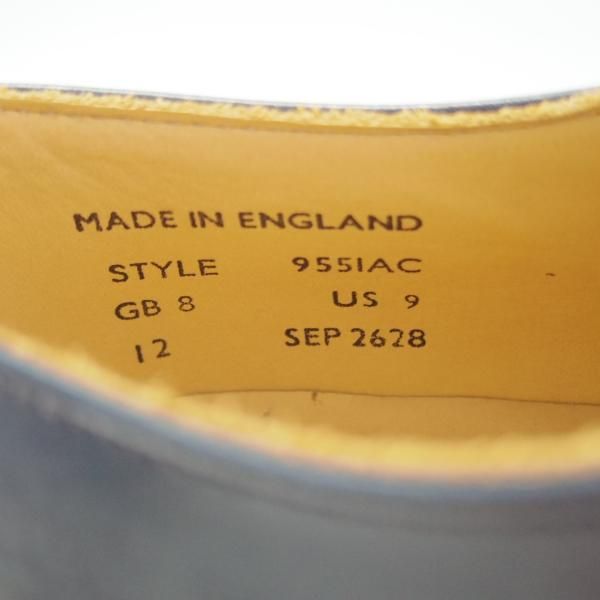 MADE IN ENGLAND
STYLE 9551AC
GB 8 US 9
12 SEP 2628